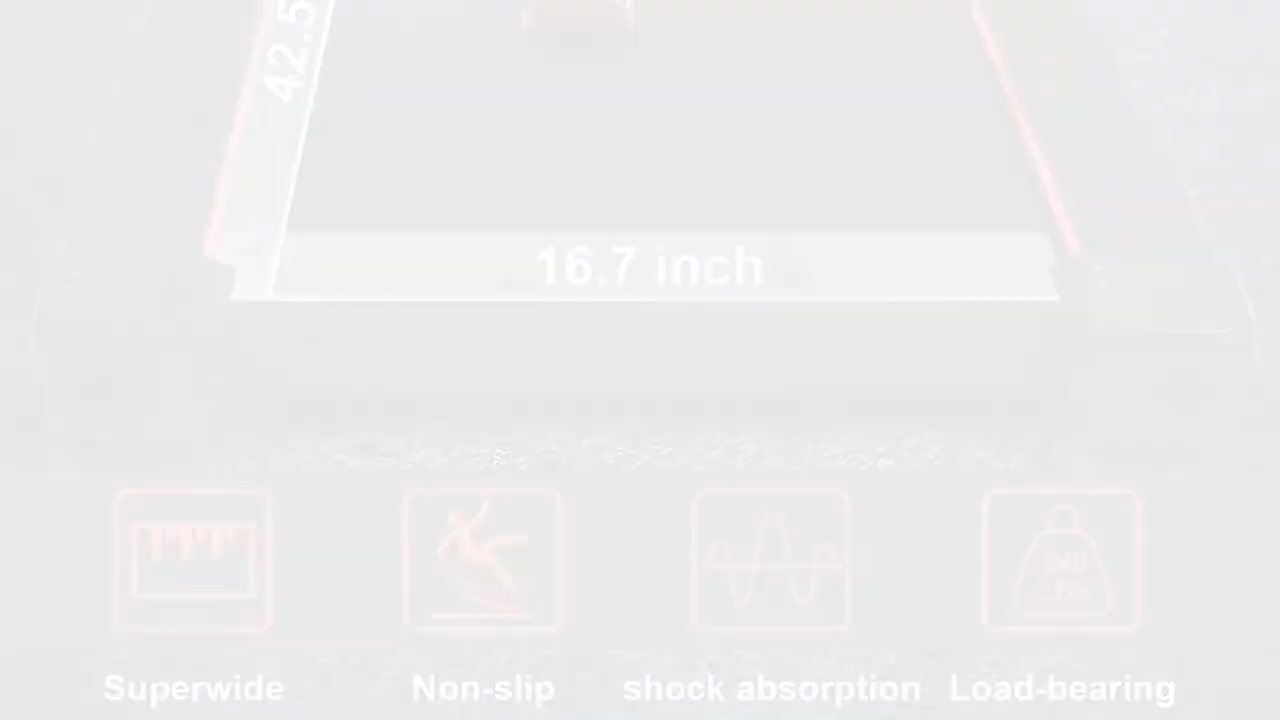 42.5
16.7 inch
Superwide
Non-slip
shock absorption
Load-bearing